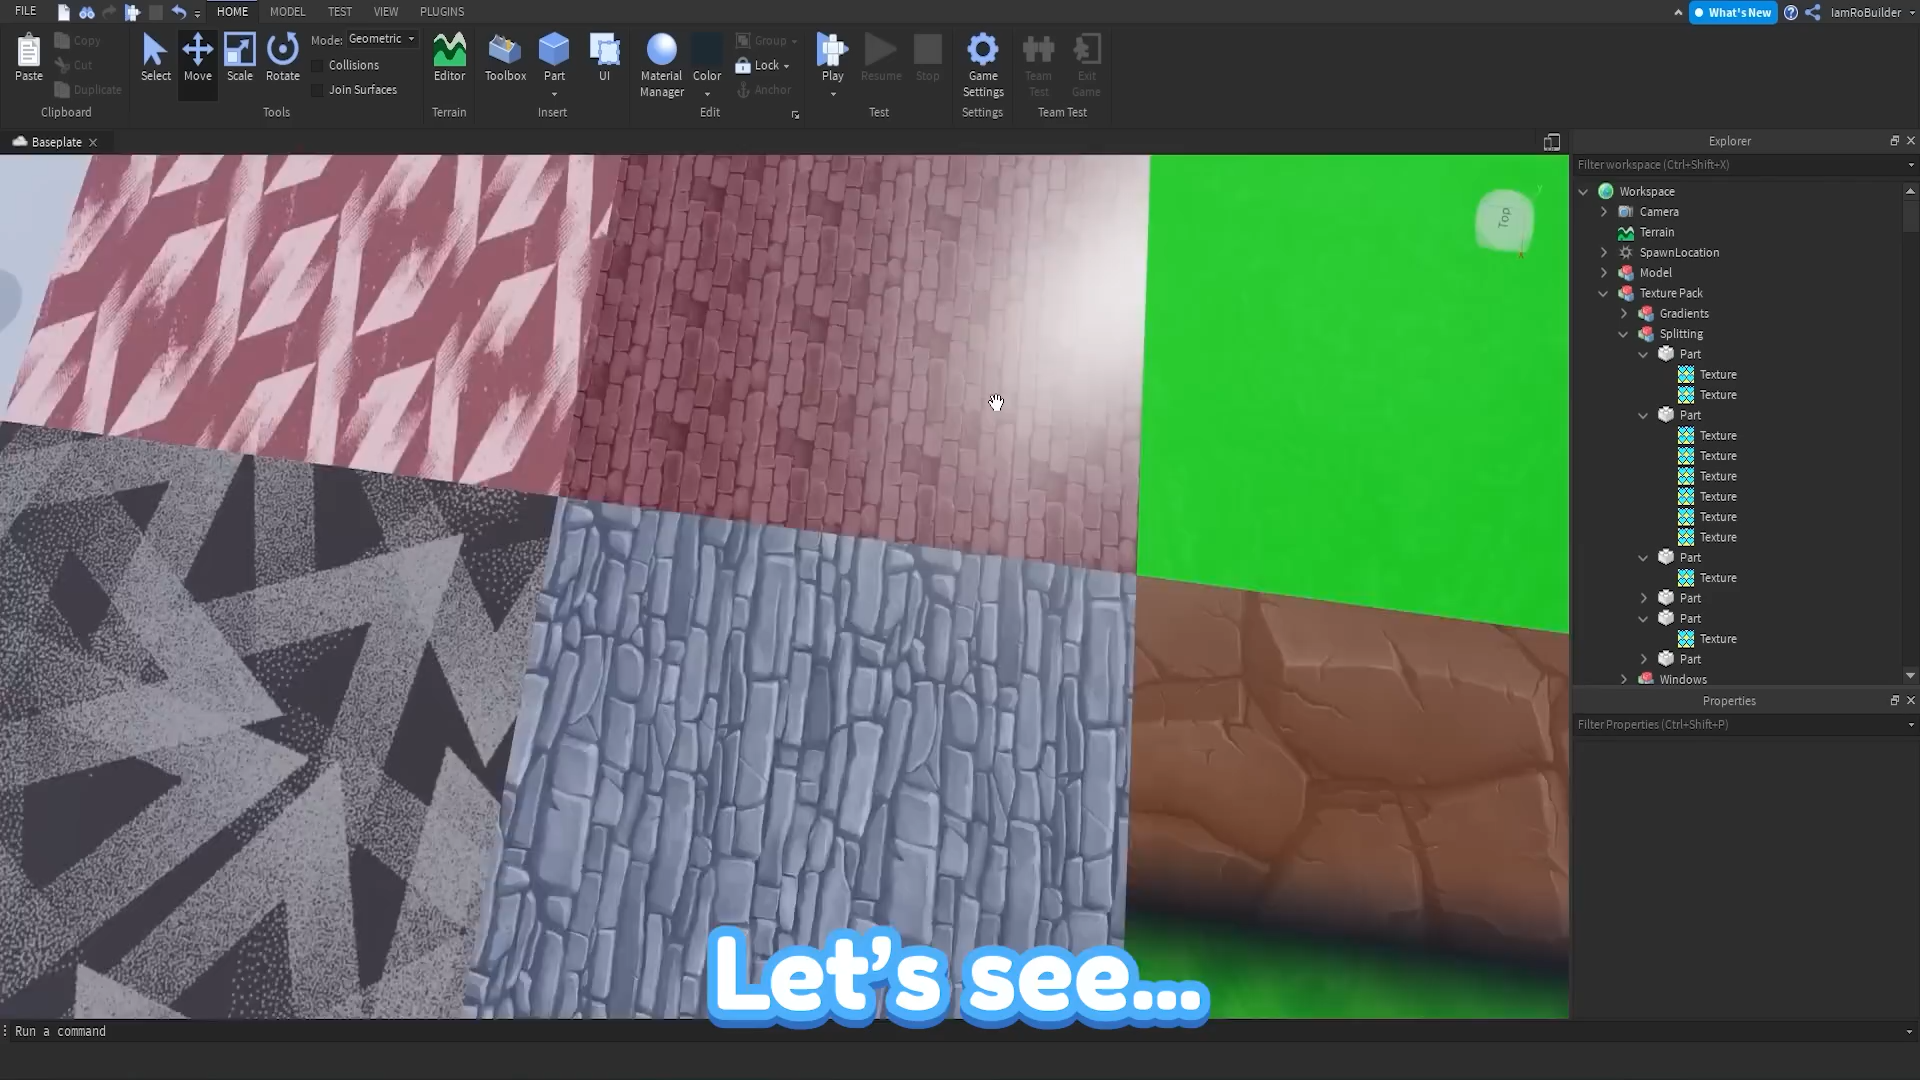 FILE HOME MODEL TEST VIEW PLUGINS What's New IamRoBuilder
Paste Copy Cut Duplicate
Clipboard
Select Move Scale Rotate
Mode: Geometric
Collisions
Join Surfaces
Tools
Editor
Terrain
Toolbox Part UI
Insert
Material Manager Color
Group
Lock
Anchor
Edit
Play Resume Stop
Test
Game Settings
Settings
Team Test Exit Game
Team Test
Baseplate
Top
Y
X
Explorer
Filter workspace (Ctrl+Shift+X)
Workspace
Camera
Terrain
SpawnLocation
Model
Texture Pack
Gradients
Splitting
Part
Texture
Texture
Part
Texture
Texture
Texture
Texture
Texture
Texture
Part
Texture
Part
Part
Texture
Part
Windows
Properties
Filter Properties (Ctrl+Shift+P)
Let's see...
Run a command